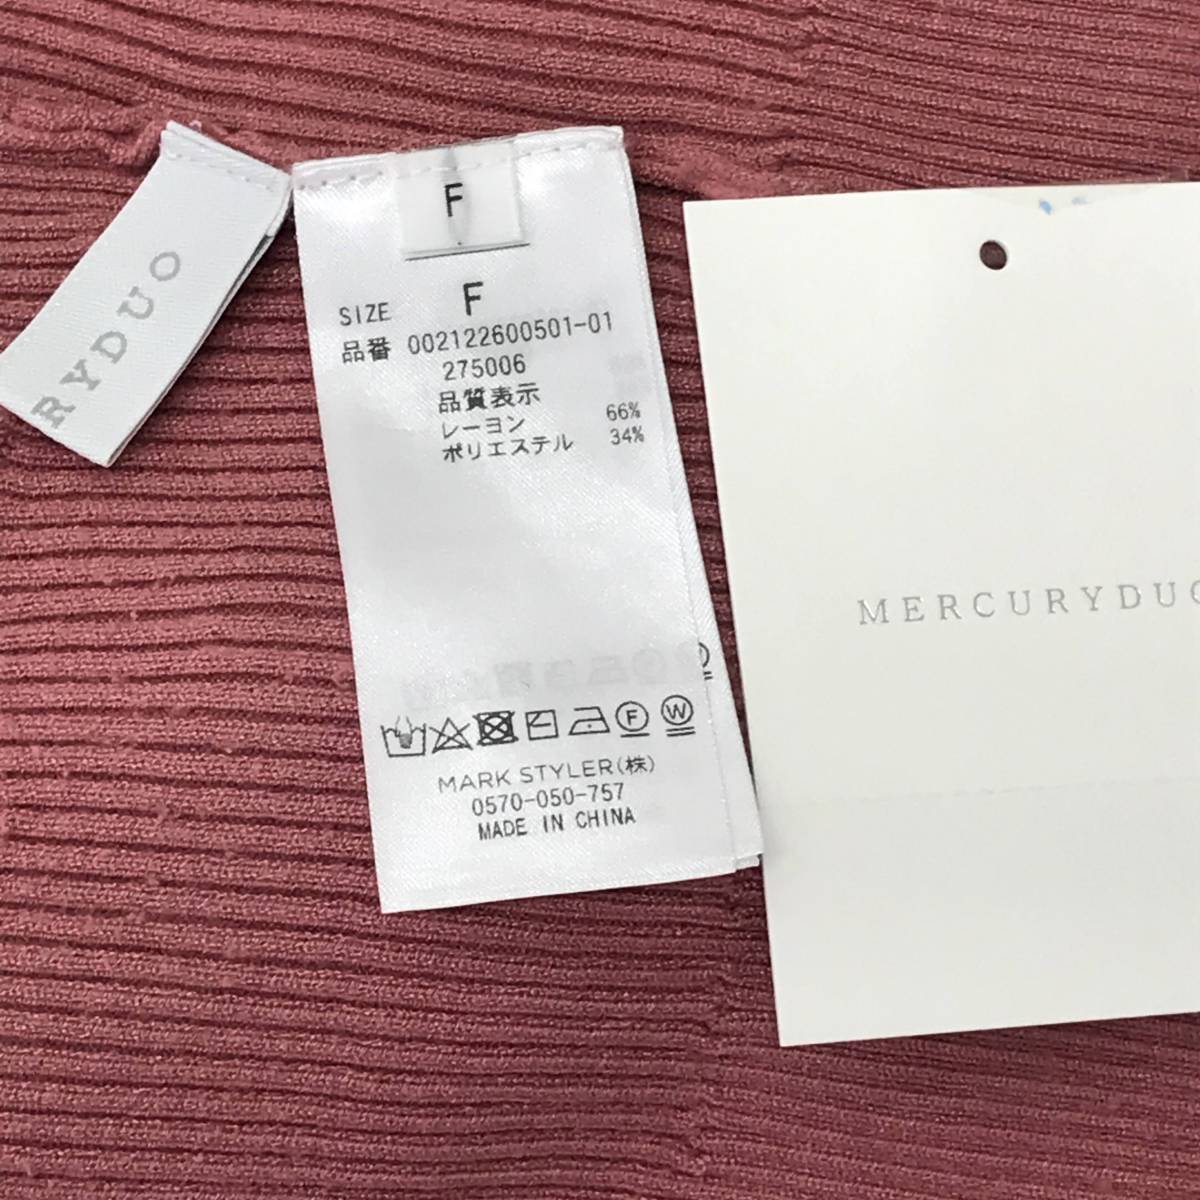 RYDUO
F
SIZE F
品番 002122600501-01
275006
品質表示
レーヨン 66%
ポリエステル 34%
F W
MARK STYLER(株)
0570-050-757
MADE IN CHINA
MERCURYDUO